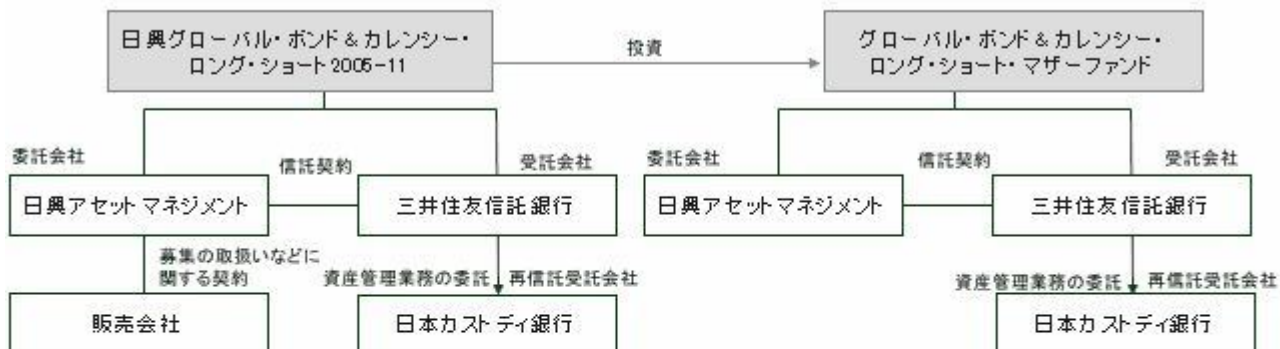 日興グローバル・ボンド＆カレンシー・
ロング・ショート2005-11
投資
グローバル・ボンド＆カレンシー・
ロング・ショート・マザーファンド
委託会社
信託契約
受託会社
委託会社
信託契約
受託会社
日興アセットマネジメント
三井住友信託銀行
日興アセットマネジメント
三井住友信託銀行
募集の取扱いなどに
関する契約
資産管理業務の委託
再信託受託会社
資産管理業務の委託
再信託受託会社
販売会社
日本カストディ銀行
日本カストディ銀行